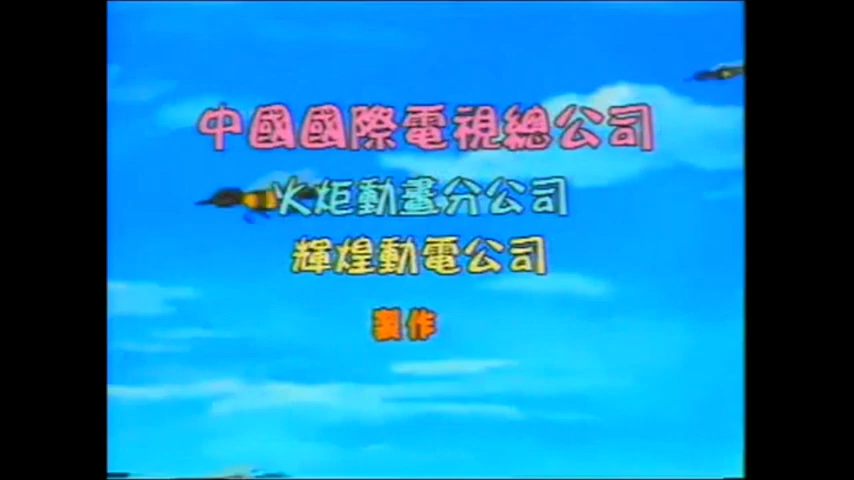 中國國際電視總公司
火炬動畫分公司
輝煌動電公司
製作